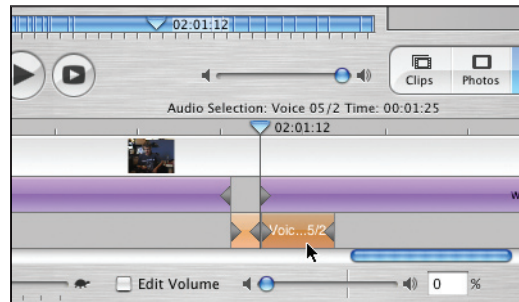 02:01:12
Clips Photos
Audio Selection: Voice 05/2 Time: 00:01:25
02:01:12
Voic...5/2
Edit Volume 0 %